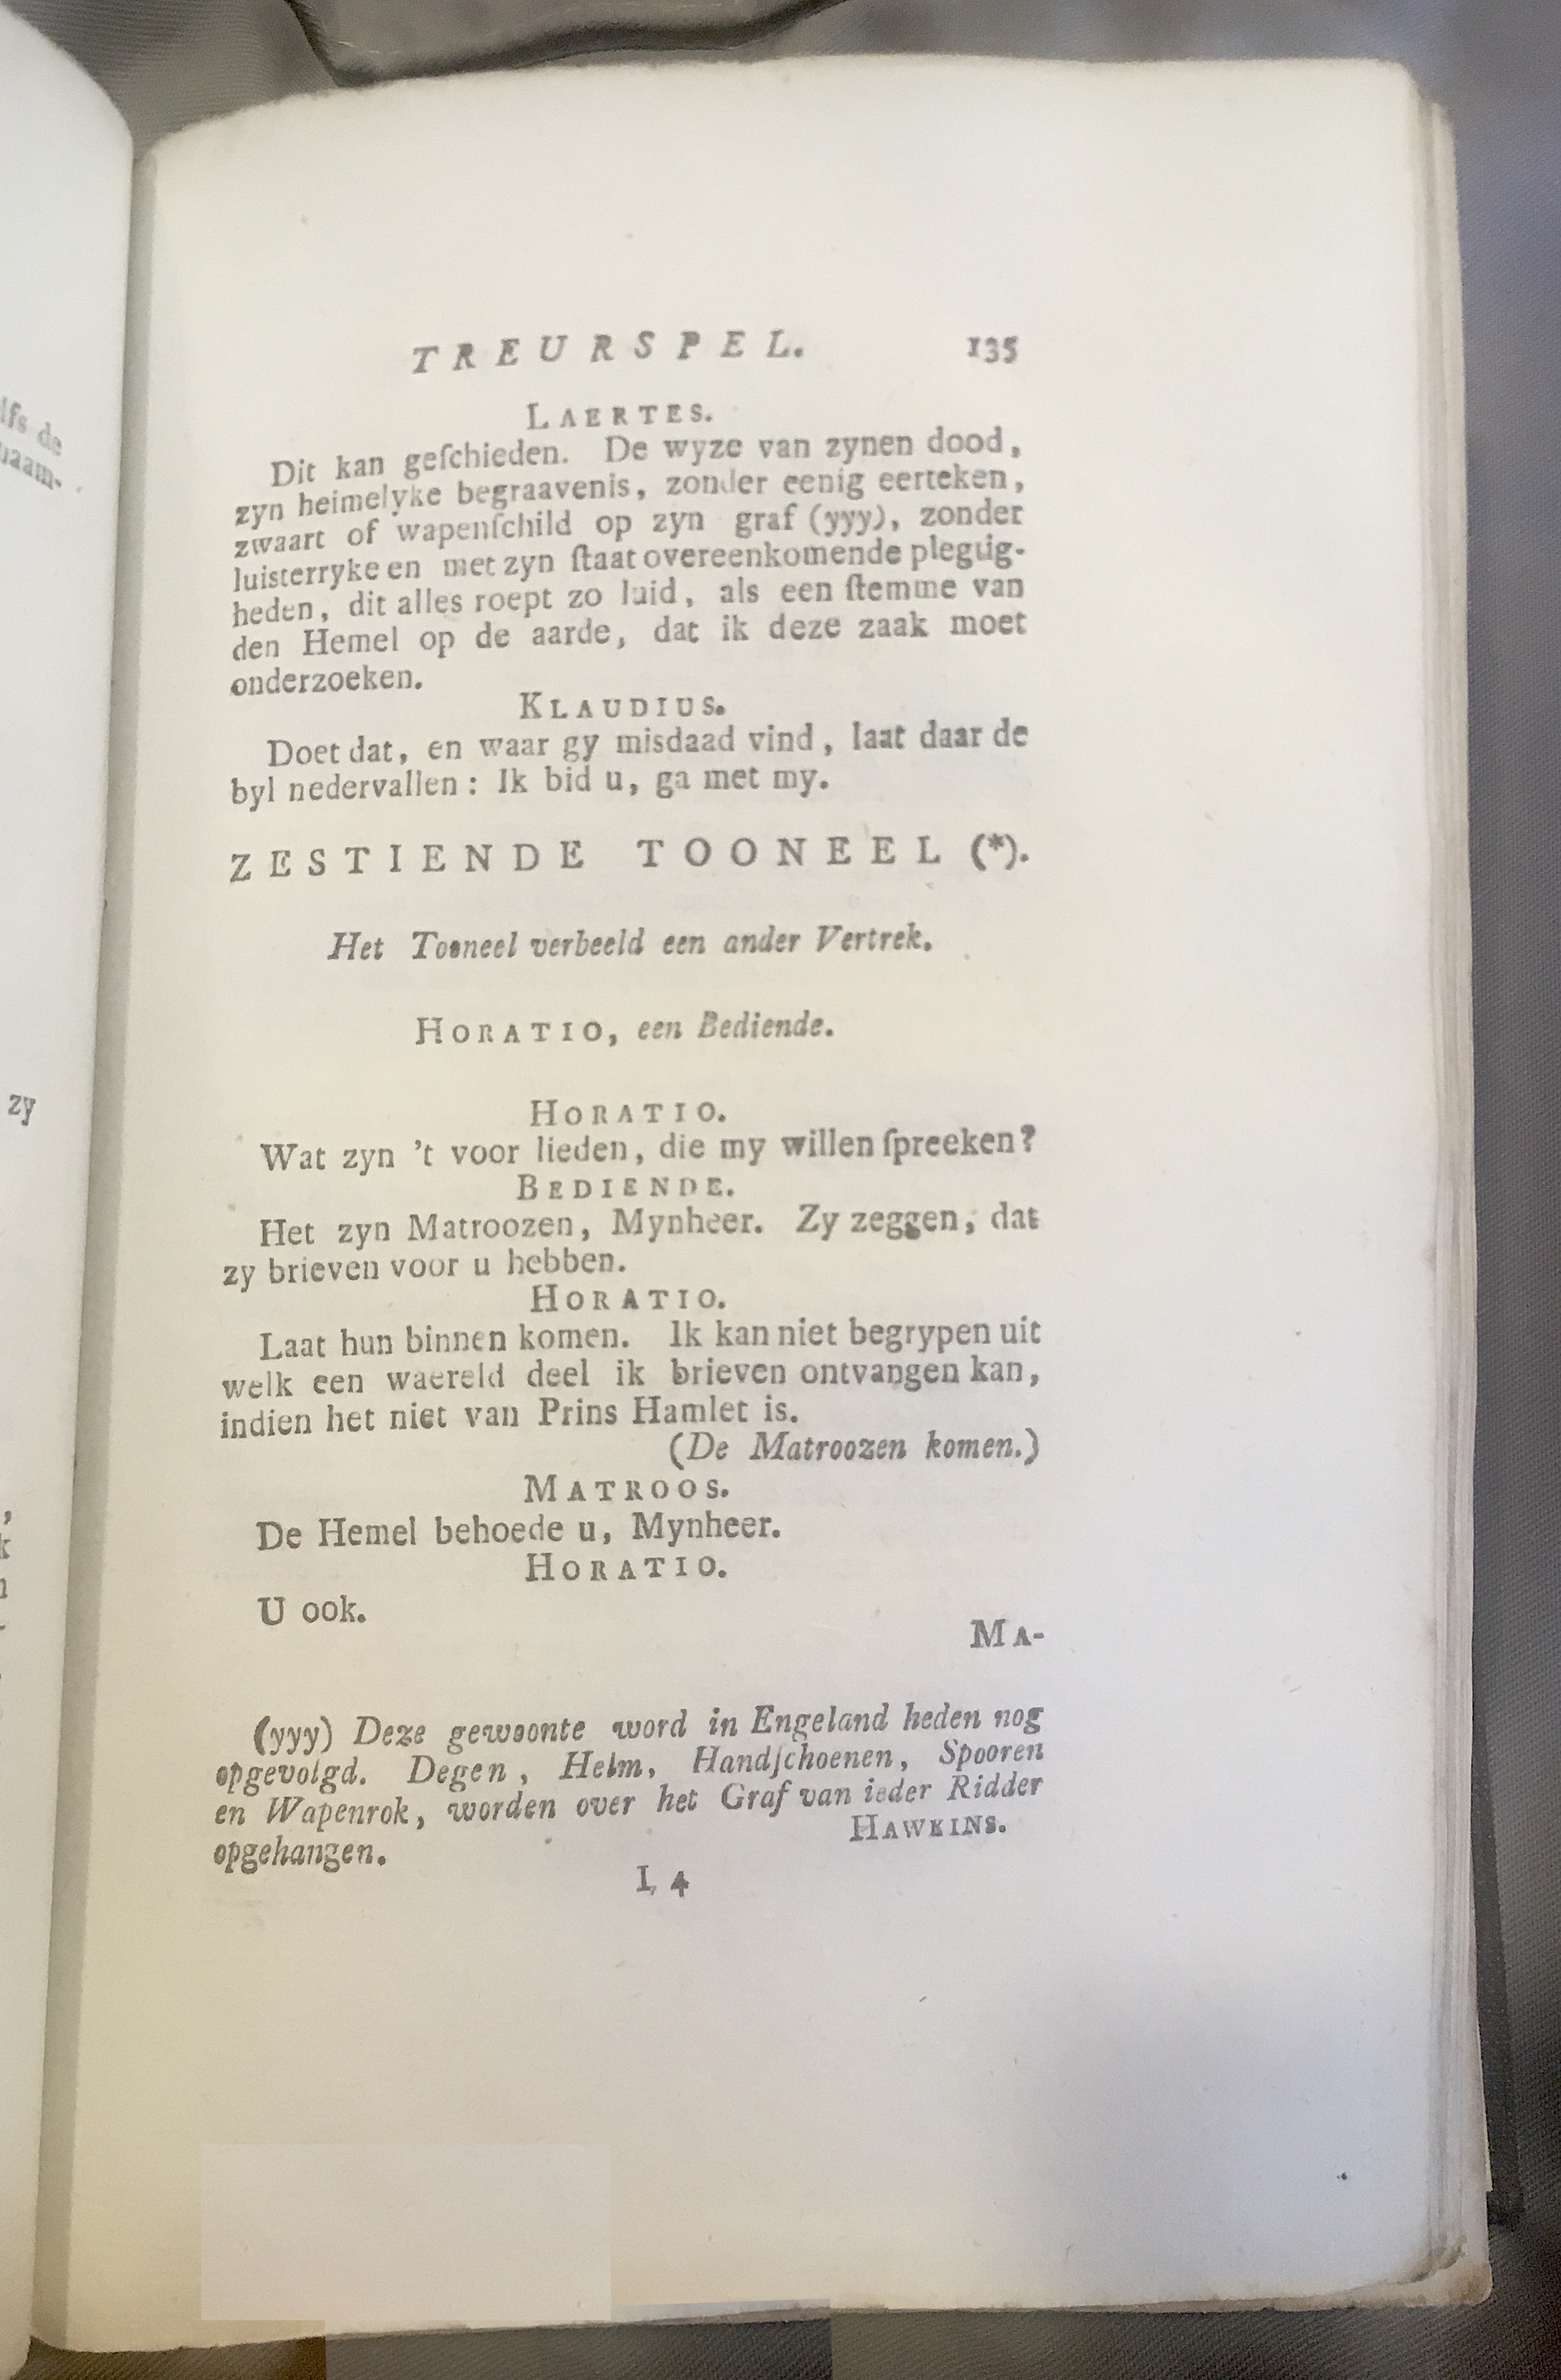 lfs de
naam-
zy
TREURSPEL. 135
LAERTES.
Dit kan geſchieden. De wyze van zynen dood,
zyn heimelyke begraavenis, zonder eenig eerteken,
zwaart of wapenſchild op zyn graf (yyy), zonder
luisterryke en met zyn ſtaat overeenkomende plegtig-
heden, dit alles roept zo luid, als een ſtemme van
den Hemel op de aarde, dat ik deze zaak moet
onderzoeken.
KLAUDIUS.
Doet dat, en waar gy misdaad vind, laat daar de
byl nedervallen: Ik bid u, ga met my.
ZESTIENDE TOONEEL (*).
Het Tooneel verbeeld een ander Vertrek.
HORATIO, een Bediende.
HORATIO.
Wat zyn 't voor lieden, die my willen ſpreeken?
BEDIENDE.
Het zyn Matroozen, Mynheer. Zy zeggen, dat
zy brieven voor u hebben.
HORATIO.
Laat hun binnen komen. Ik kan niet begrypen uit
welk een waereld deel ik brieven ontvangen kan,
indien het niet van Prins Hamlet is.
(De Matroozen komen.)
MATROOS.
De Hemel behoede u, Mynheer.
HORATIO.
U ook.
MA-
(yyy) Deze gewoonte word in Engeland heden nog
opgevolgd. Degen, Helm, Handſchoenen, Spooren
en Wapenrok, worden over het Graf van ieder Ridder
opgehangen. HAWKINS.
I 4